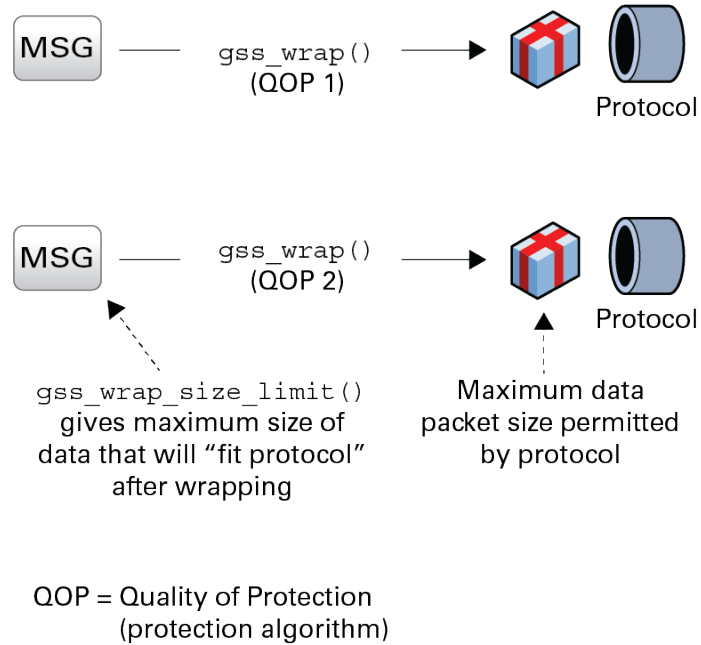 MSG
gss_wrap()
(QOP 1)
Protocol
MSG
gss_wrap()
(QOP 2)
Protocol
gss_wrap_size_limit()
gives maximum size of
data that will “fit protocol”
after wrapping
Maximum data
packet size permitted
by protocol
QOP = Quality of Protection
(protection algorithm)